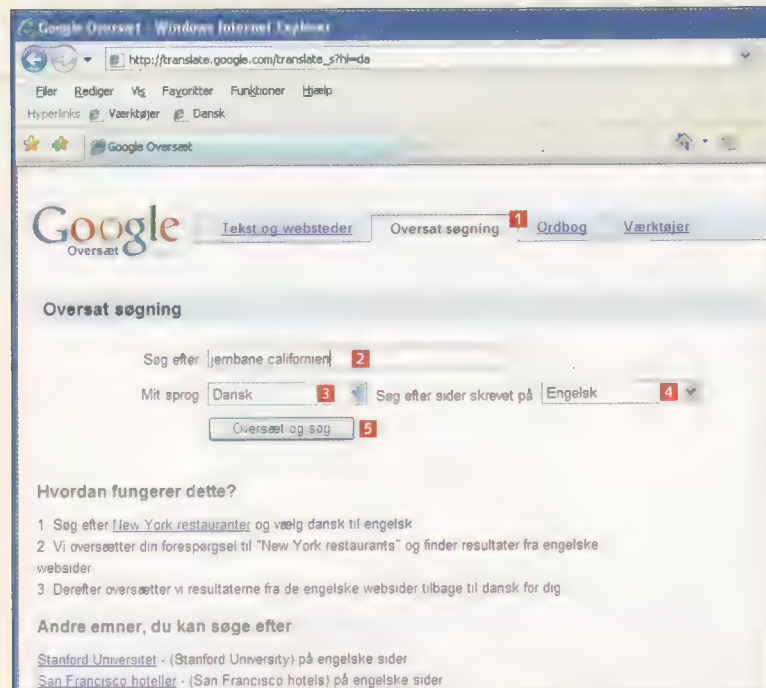 Google Oversæt - Windows Internet Explorer
http://translate.google.com/translate_s?hl=da
Filer Rediger Vis Favoritter Funktioner Hjælp
Hyperlinks Værktøjer Dansk
Google Oversæt
Google Oversæt
Tekst og websteder Oversat søgning 1 Ordbog Værktøjer
Oversat søgning
Søg efter jernbane californien 2
Mit sprog Dansk 3 Søg efter sider skrevet på Engelsk 4
Oversæt og søg 5
Hvordan fungerer dette?
1 Søg efter New York restauranter og vælg dansk til engelsk
2 Vi oversætter din forespørgsel til "New York restaurants" og finder resultater fra engelske
websider
3 Derefter oversætter vi resultaterne fra de engelske websider tilbage til dansk for dig
Andre emner, du kan søge efter
Stanford Universitet - (Stanford University) på engelske sider
San Francisco hoteller - (San Francisco hotels) på engelske sider